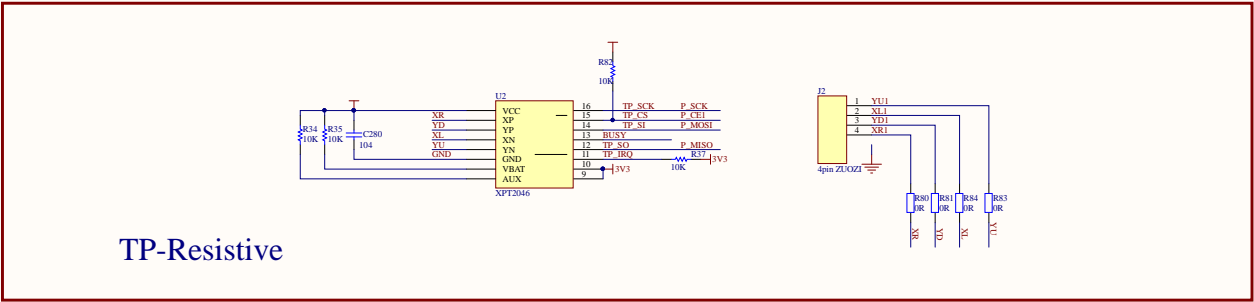 R82
10K
U2
R34
10K
R35
10K
C280
104
XR
YD
XL
YU
GND
VCC
XP
YP
XN
YN
GND
VBAT
AUX
XPT2046
16 TP_SCK P_SCK
15 TP_CS P_CE1
14 TP_SI P_MOSI
13 BUSY
12 TP_SO P_MISO
11 TP_IRQ R37 3V3
10K
10 3V3
9
J2
1 YU1
2 XL1
3 YD1
4 XR1
4pin ZUOZI
R80 R81 R84 R83
0R 0R 0R 0R
XR YD XL YU
TP-Resistive